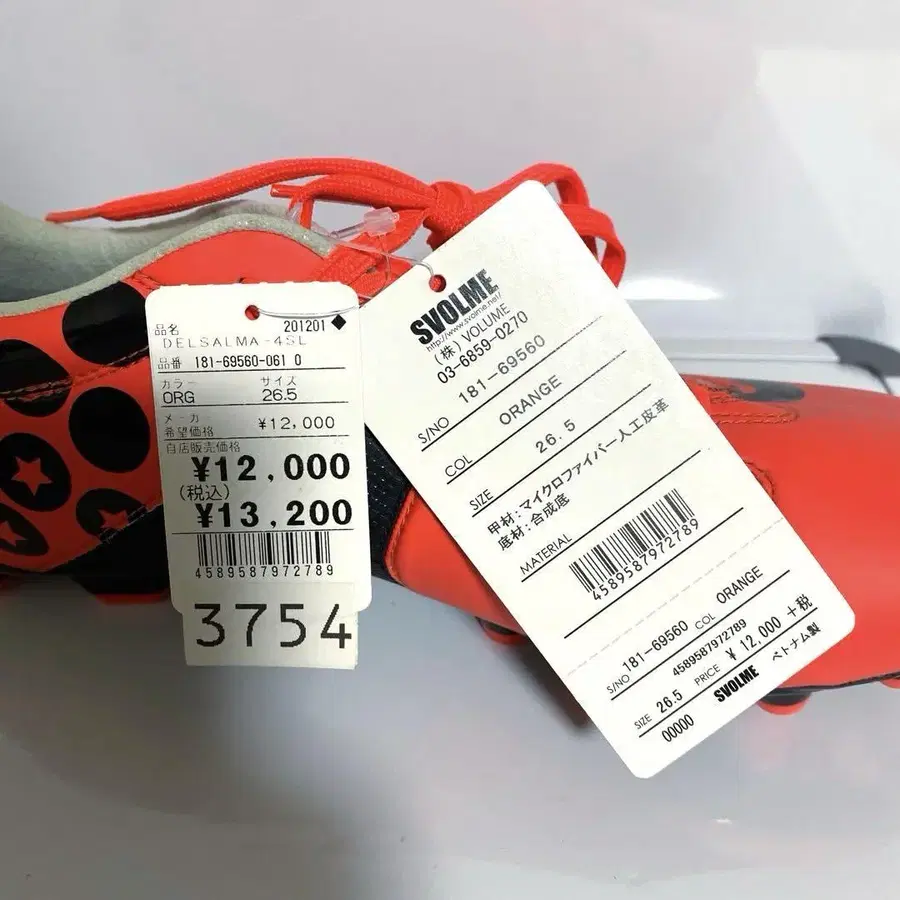 品名 201201◆
DELSALMA-4SL
品番 181-69560-061 0
カラー サイズ
ORG 26.5
メーカ
希望価格 ¥12,000
自店販売価格
¥12,000
(税込)
¥13,200
4589587972789
3754
SVOLME
http://www.svolme.net/
(株) VOLUME
03-6859-0270
S/NO 181-69560
COL ORANGE
SIZE 26.5
甲材:マイクロファイバー人工皮革
底材:合成底
MATERIAL
4589587972789
S/NO 181-69560 COL ORANGE
4589587972789
SIZE 26.5 PRICE ¥ 12,000 +税
00000 SVOLME ベトナム製